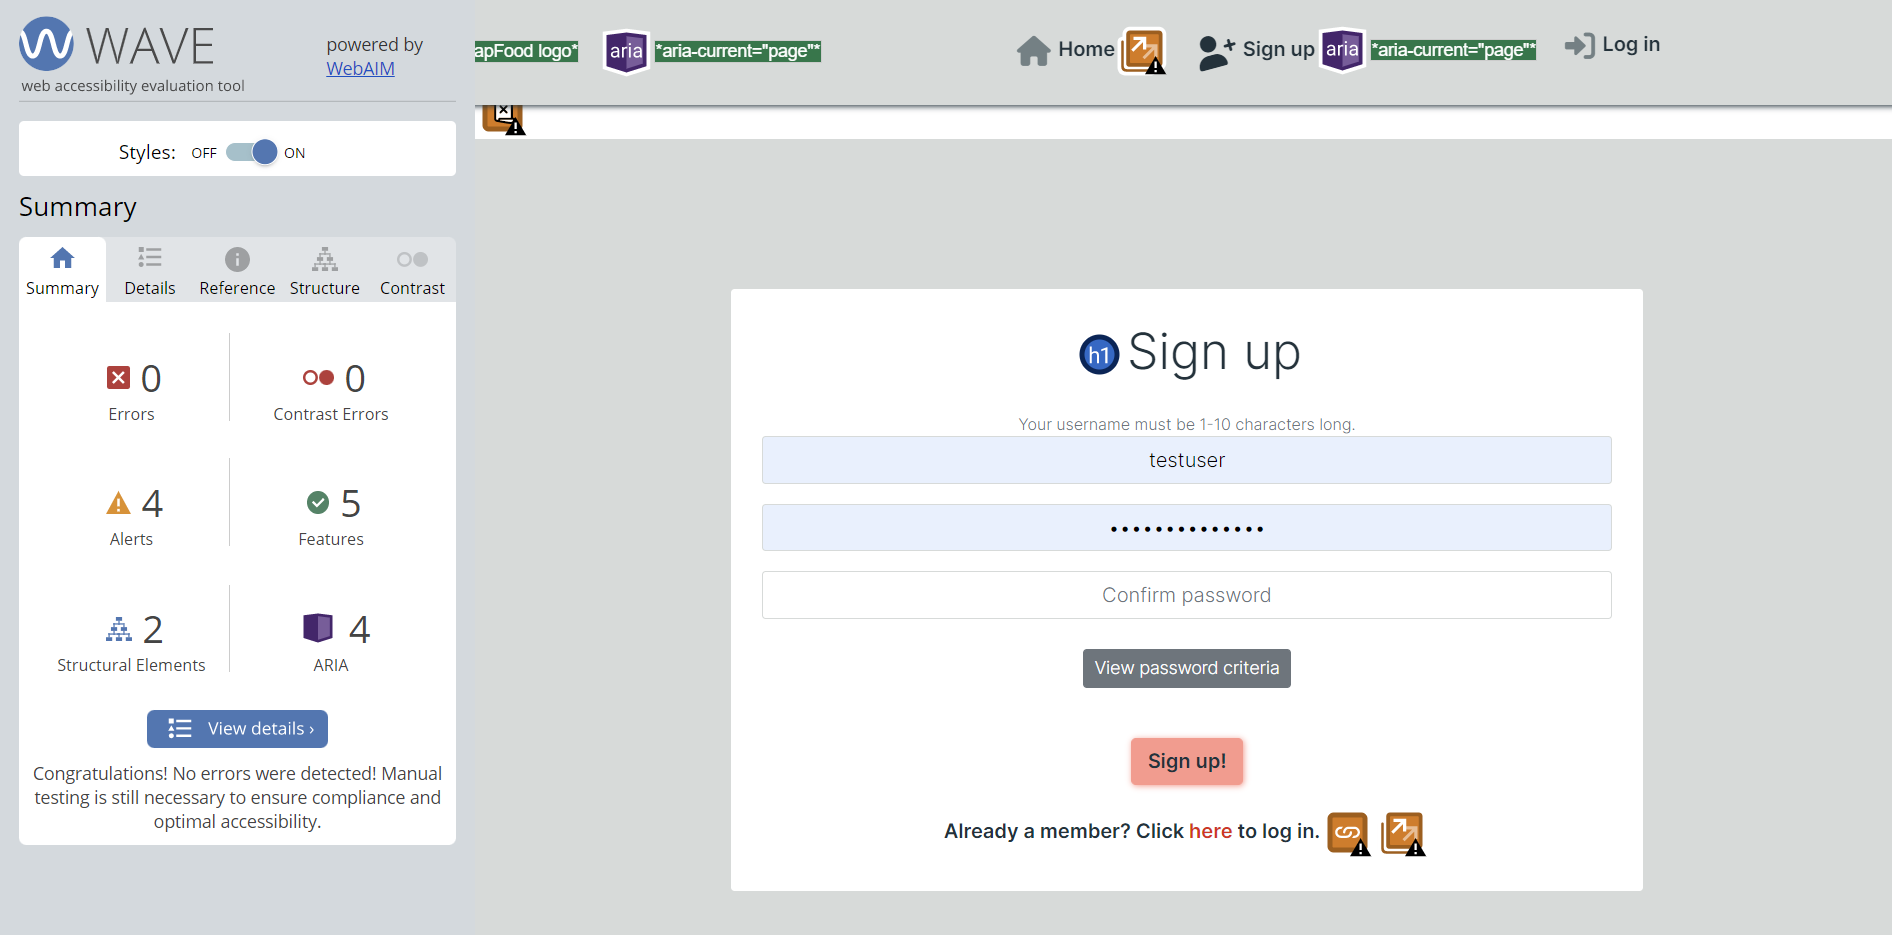 WAVE
powered by
WebAIM
web accessibility evaluation tool
Styles: OFF ON
Summary
Summary Details Reference Structure Contrast
0 0
Errors Contrast Errors
4 5
Alerts Features
2 4
Structural Elements ARIA
View details ›
Congratulations! No errors were detected! Manual
testing is still necessary to ensure compliance and
optimal accessibility.
apFood logo* aria *aria-current="page"* Home Sign up aria *aria-current="page"* Log in
h1 Sign up
Your username must be 1-10 characters long.
testuser
••••••••••••••
Confirm password
View password criteria
Sign up!
Already a member? Click here to log in.